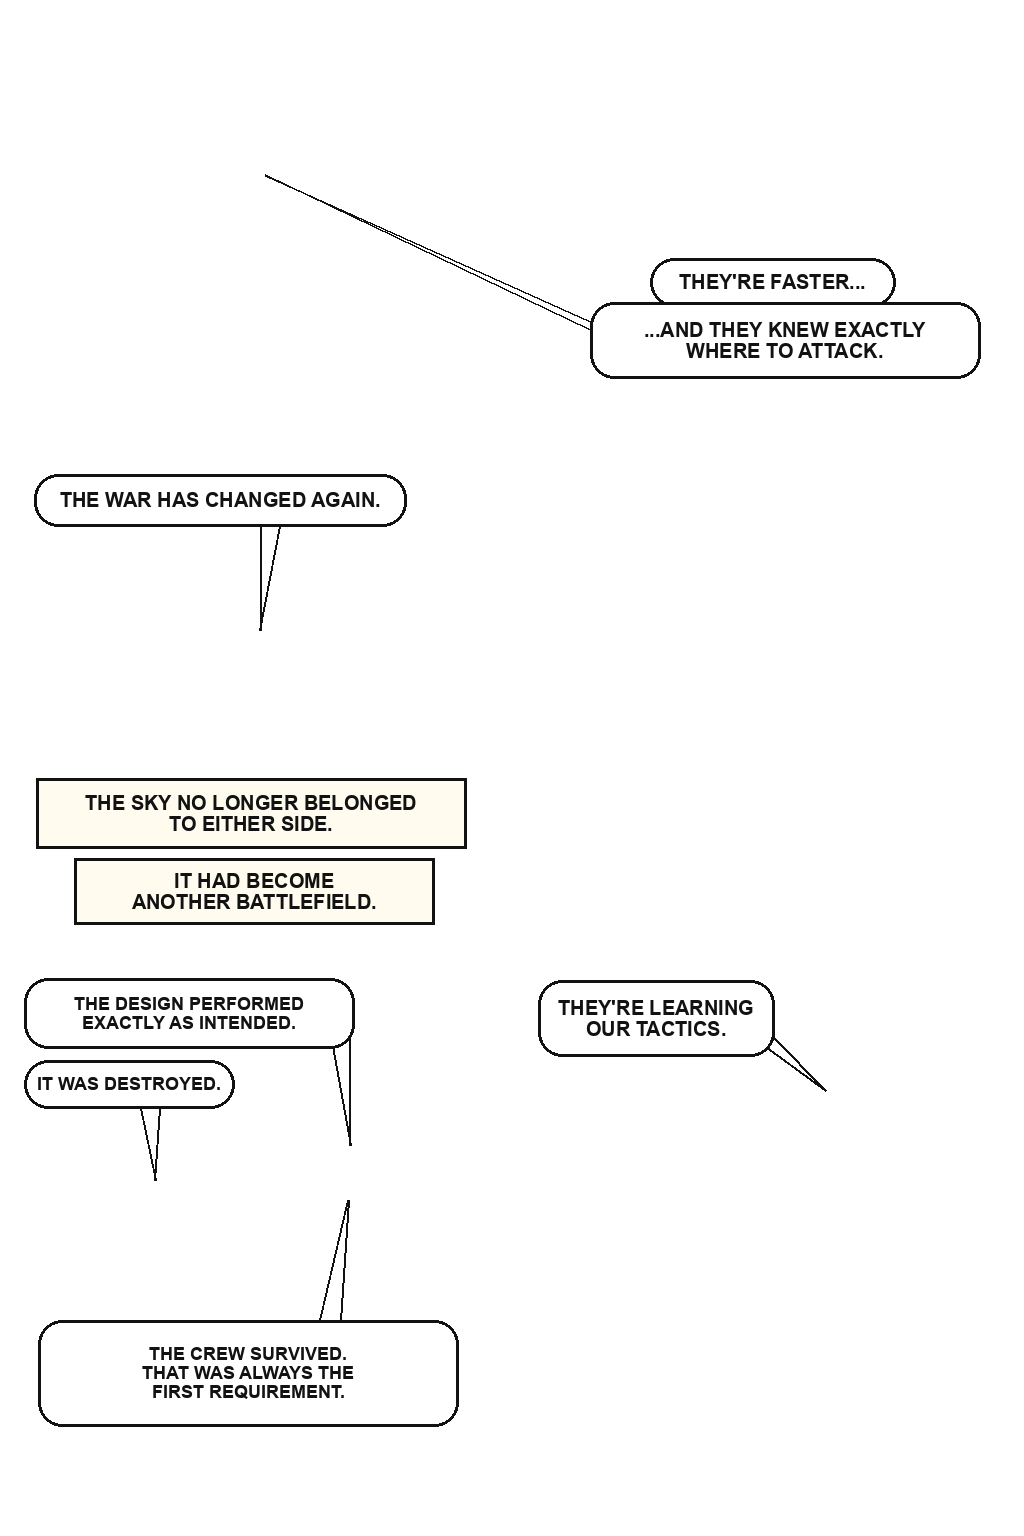 THEY'RE FASTER...
...AND THEY KNEW EXACTLY
WHERE TO ATTACK.
THE WAR HAS CHANGED AGAIN.
THE SKY NO LONGER BELONGED
TO EITHER SIDE.
IT HAD BECOME
ANOTHER BATTLEFIELD.
THE DESIGN PERFORMED
EXACTLY AS INTENDED.
IT WAS DESTROYED.
THE CREW SURVIVED.
THAT WAS ALWAYS THE
FIRST REQUIREMENT.
THEY'RE LEARNING
OUR TACTICS.